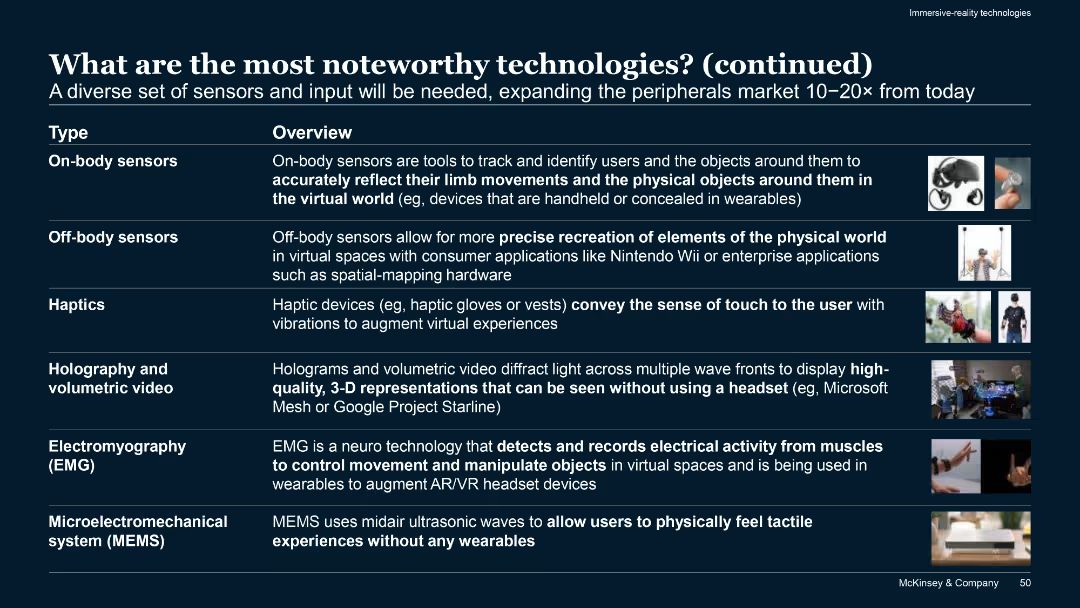 Immersive-reality technologies
What are the most noteworthy technologies? (continued)
A diverse set of sensors and input will be needed, expanding the peripherals market 10−20× from today
Type
Overview
On-body sensors
On-body sensors are tools to track and identify users and the objects around them to
accurately reflect their limb movements and the physical objects around them in
the virtual world (eg, devices that are handheld or concealed in wearables)
Off-body sensors
Off-body sensors allow for more precise recreation of elements of the physical world
in virtual spaces with consumer applications like Nintendo Wii or enterprise applications
such as spatial-mapping hardware
Haptics
Haptic devices (eg, haptic gloves or vests) convey the sense of touch to the user with
vibrations to augment virtual experiences
Holography and
volumetric video
Holograms and volumetric video diffract light across multiple wave fronts to display high-
quality, 3-D representations that can be seen without using a headset (eg, Microsoft
Mesh or Google Project Starline)
Electromyography
(EMG)
EMG is a neuro technology that detects and records electrical activity from muscles
to control movement and manipulate objects in virtual spaces and is being used in
wearables to augment AR/VR headset devices
Microelectromechanical
system (MEMS)
MEMS uses midair ultrasonic waves to allow users to physically feel tactile
experiences without any wearables
McKinsey & Company
50